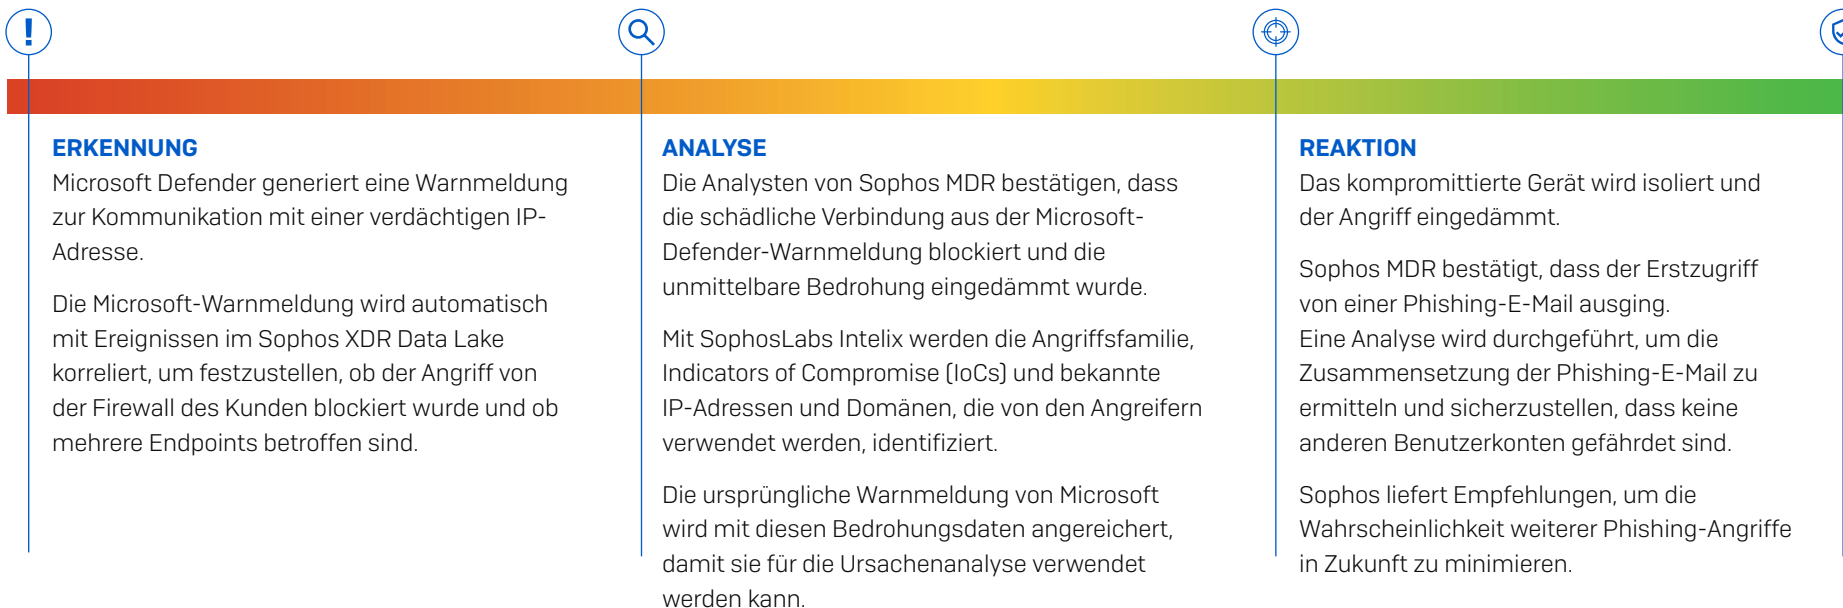 ERKENNUNG
Microsoft Defender generiert eine Warnmeldung
zur Kommunikation mit einer verdächtigen IP-
Adresse.
Die Microsoft-Warnmeldung wird automatisch
mit Ereignissen im Sophos XDR Data Lake
korreliert, um festzustellen, ob der Angriff von
der Firewall des Kunden blockiert wurde und ob
mehrere Endpoints betroffen sind.
ANALYSE
Die Analysten von Sophos MDR bestätigen, dass
die schädliche Verbindung aus der Microsoft-
Defender-Warnmeldung blockiert und die
unmittelbare Bedrohung eingedämmt wurde.
Mit SophosLabs Intelix werden die Angriffsfamilie,
Indicators of Compromise (IoCs) und bekannte
IP-Adressen und Domänen, die von den Angreifern
verwendet werden, identifiziert.
Die ursprüngliche Warnmeldung von Microsoft
wird mit diesen Bedrohungsdaten angereichert,
damit sie für die Ursachenanalyse verwendet
werden kann.
REAKTION
Das kompromittierte Gerät wird isoliert und
der Angriff eingedämmt.
Sophos MDR bestätigt, dass der Erstzugriff
von einer Phishing-E-Mail ausging.
Eine Analyse wird durchgeführt, um die
Zusammensetzung der Phishing-E-Mail zu
ermitteln und sicherzustellen, dass keine
anderen Benutzerkonten gefährdet sind.
Sophos liefert Empfehlungen, um die
Wahrscheinlichkeit weiterer Phishing-Angriffe
in Zukunft zu minimieren.